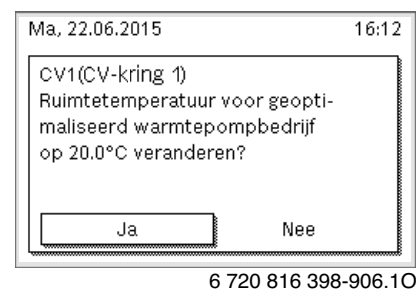 Ma, 22.06.2015 16:12
CV1(CV-kring 1)
Ruimtetemperatuur voor geopti-
maliseerd warmtepompbedrijf
op 20.0°C veranderen?
Ja Nee
6 720 816 398-906.1O